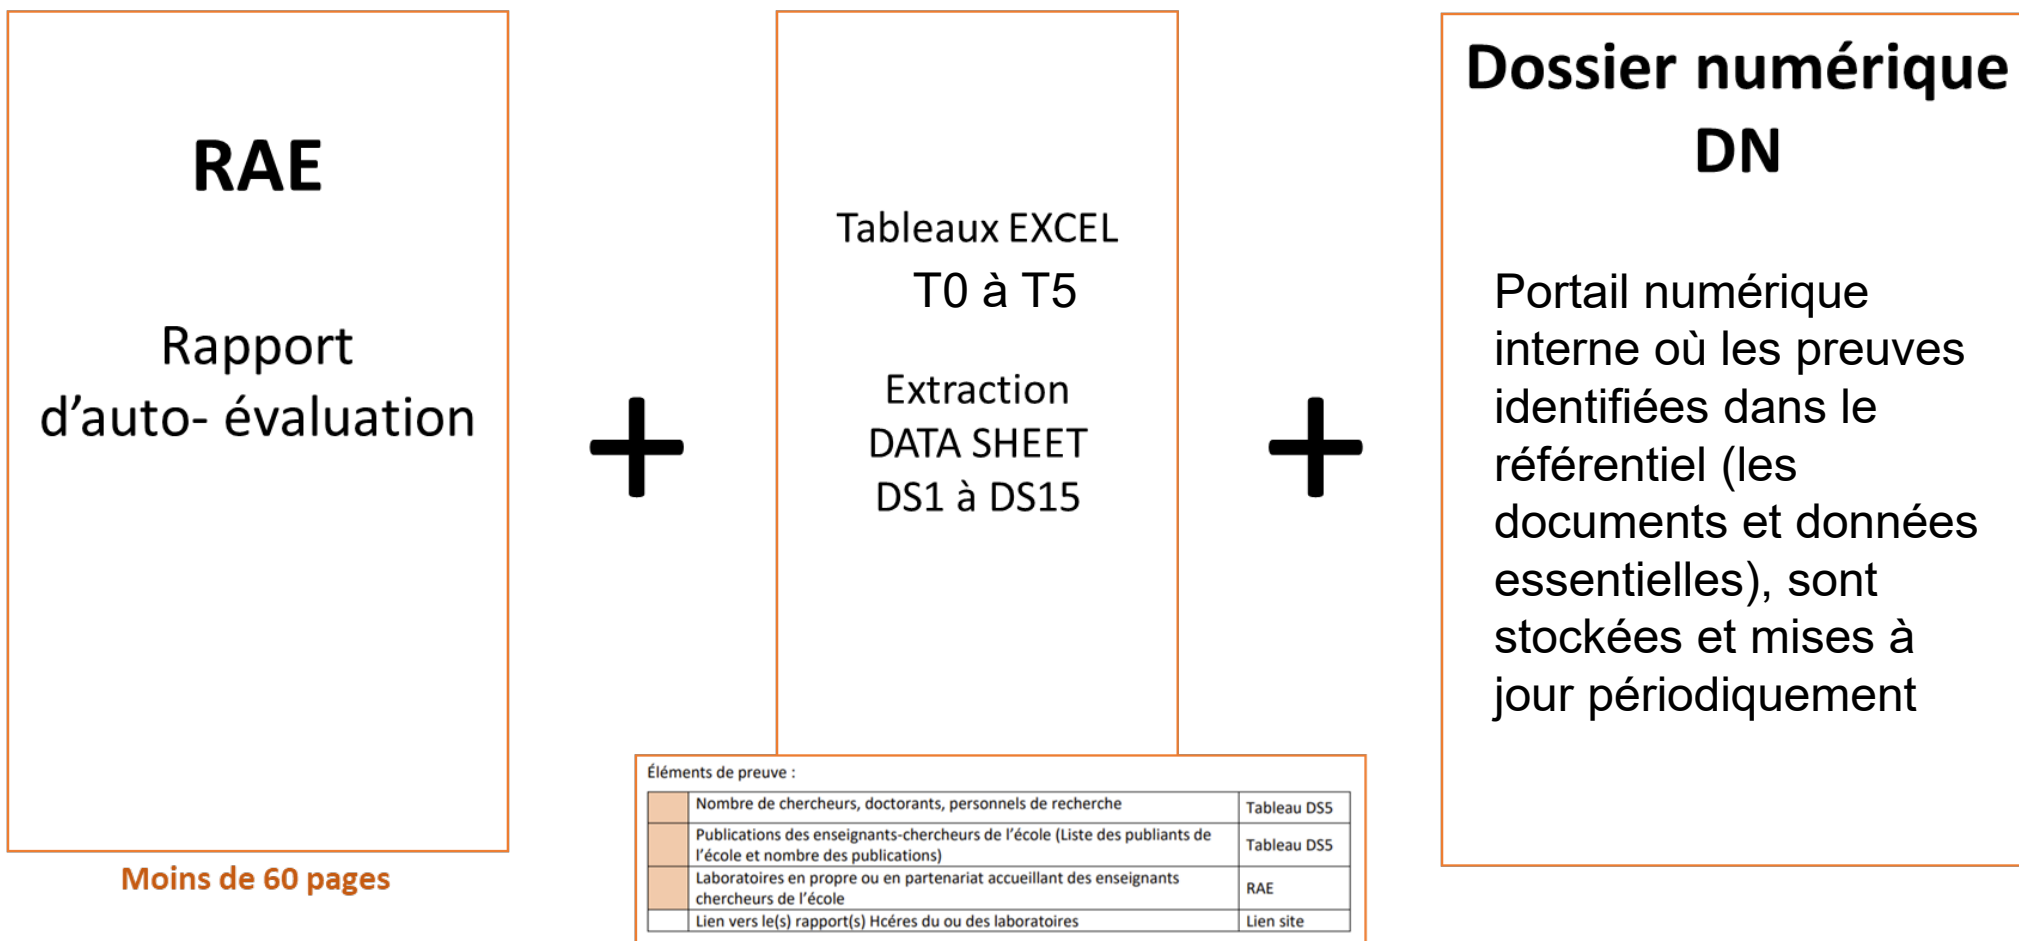 RAE
Rapport
d’auto- évaluation
Moins de 60 pages
+
Tableaux EXCEL
T0 à T5
Extraction
DATA SHEET
DS1 à DS15
Éléments de preuve :
Nombre de chercheurs, doctorants, personnels de recherche Tableau DS5
Publications des enseignants-chercheurs de l’école (Liste des publiants de
l’école et nombre des publications) Tableau DS5
Laboratoires en propre ou en partenariat accueillant des enseignants
chercheurs de l’école RAE
Lien vers le(s) rapport(s) Hcéres du ou des laboratoires Lien site
+
Dossier numérique
DN
Portail numérique
interne où les preuves
identifiées dans le
référentiel (les
documents et données
essentielles), sont
stockées et mises à
jour périodiquement